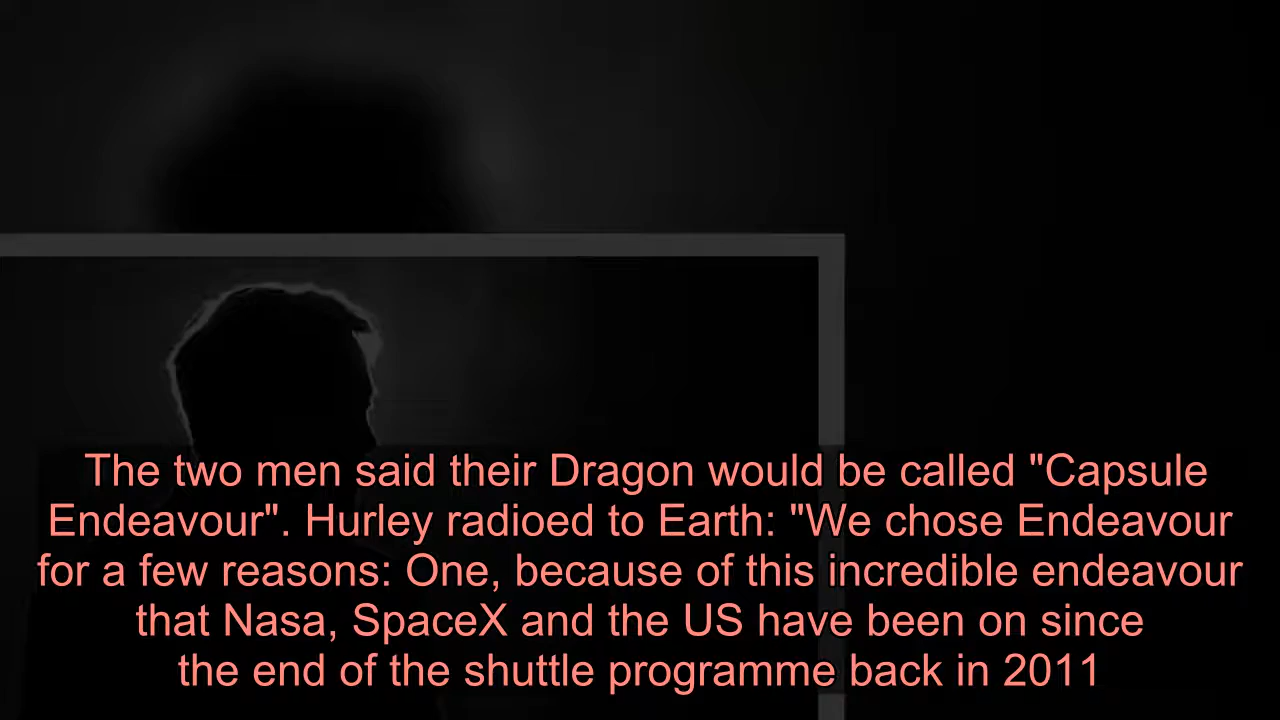 The two men said their Dragon would be called "Capsule
Endeavour". Hurley radioed to Earth: "We chose Endeavour
for a few reasons: One, because of this incredible endeavour
that Nasa, SpaceX and the US have been on since
the end of the shuttle programme back in 2011